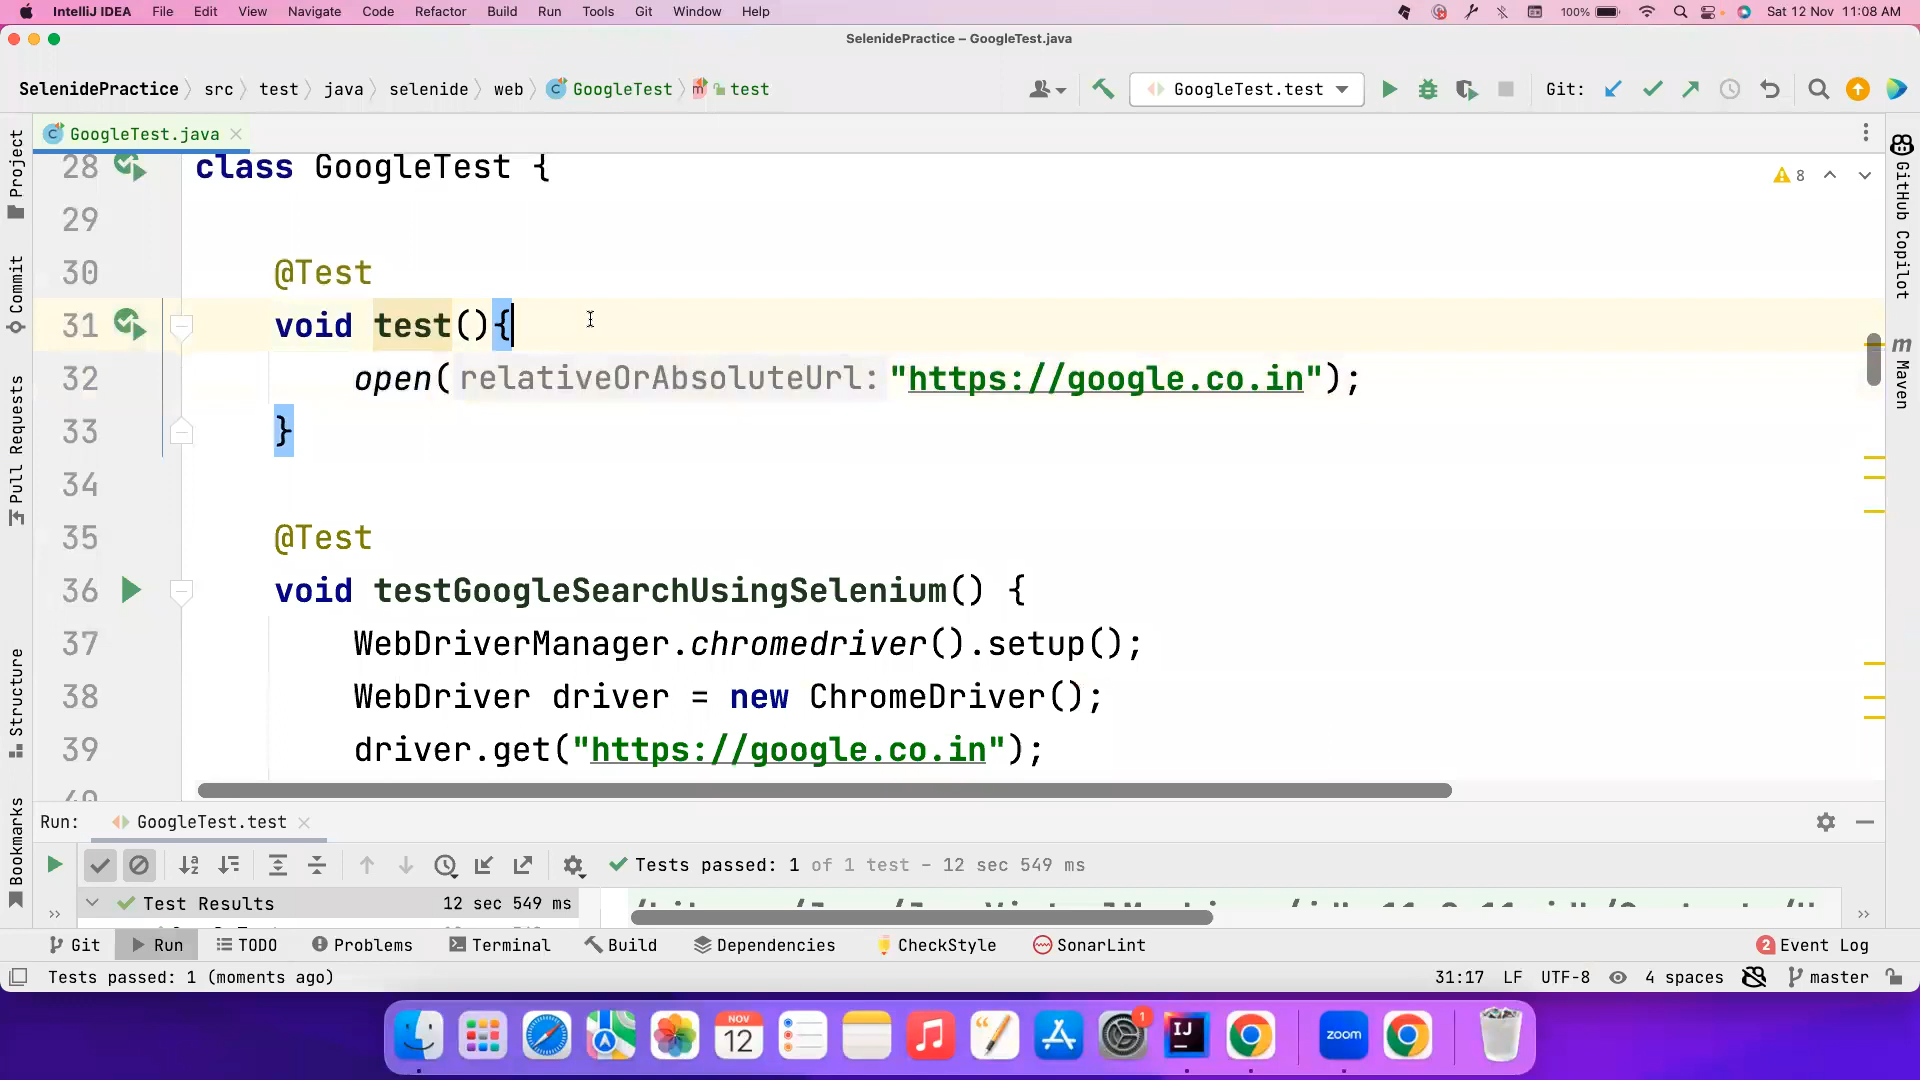 IntelliJ IDEA File Edit View Navigate Code Refactor Build Run Tools Git Window Help 100% Sat 12 Nov 11:08 AM
SelenidePractice – GoogleTest.java
SelenidePractice src test java selenide web GoogleTest test GoogleTest.test Git:
GoogleTest.java
28 class GoogleTest {
8
29
30 @Test
31 void test(){
32 open( relativeOrAbsoluteUrl: "https://google.co.in");
33 }
34
35 @Test
36 void testGoogleSearchUsingSelenium() {
37 WebDriverManager.chromedriver().setup();
38 WebDriver driver = new ChromeDriver();
39 driver.get("https://google.co.in");
40
Project
Commit
Pull Requests
Structure
Bookmarks
GitHub Copilot
m Maven
Run: GoogleTest.test
Tests passed: 1 of 1 test – 12 sec 549 ms
Test Results 12 sec 549 ms
Git Run TODO Problems Terminal Build Dependencies CheckStyle SonarLint 2 Event Log
Tests passed: 1 (moments ago) 31:17 LF UTF-8 4 spaces master
NOV
12
1
IJ
zoom